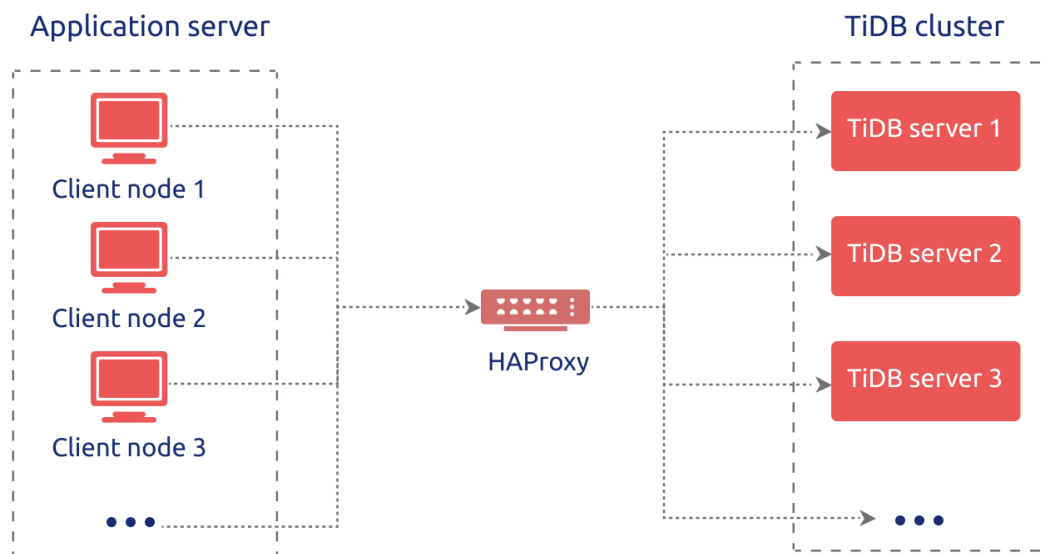 Application server
TiDB cluster
Client node 1
Client node 2
Client node 3
HAProxy
TiDB server 1
TiDB server 2
TiDB server 3